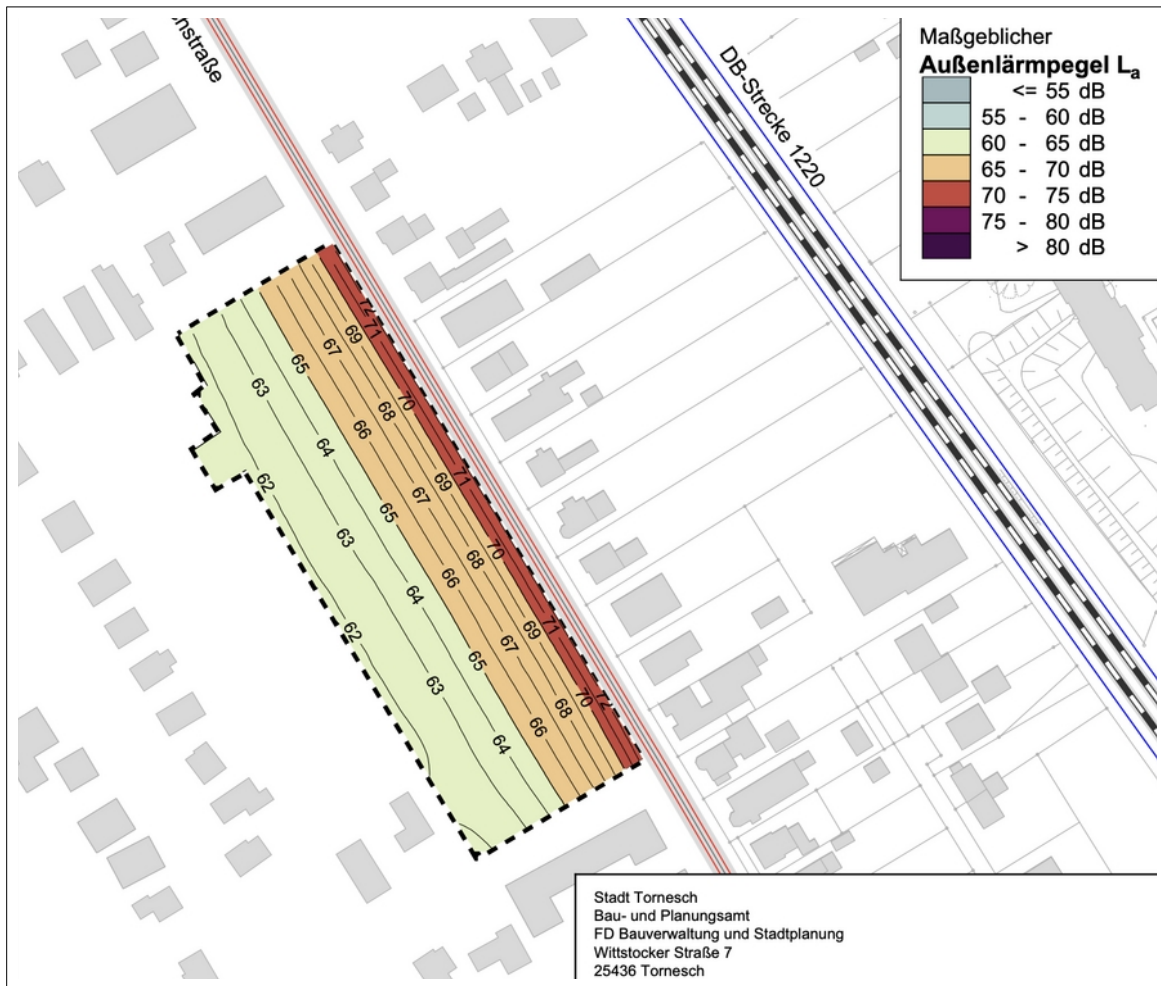 nstraße
DB-Strecke 1220
Maßgeblicher
Außenlärmpegel La
<= 55 dB
55 - 60 dB
60 - 65 dB
65 - 70 dB
70 - 75 dB
75 - 80 dB
> 80 dB
72
71
69
67
65
63
70
68
66
64
71
69
62
67
65
63
70
68
66
64
71
69
62
67
65
63
70
72
68
66
64
Stadt Tornesch
Bau- und Planungsamt
FD Bauverwaltung und Stadtplanung
Wittstocker Straße 7
25436 Tornesch